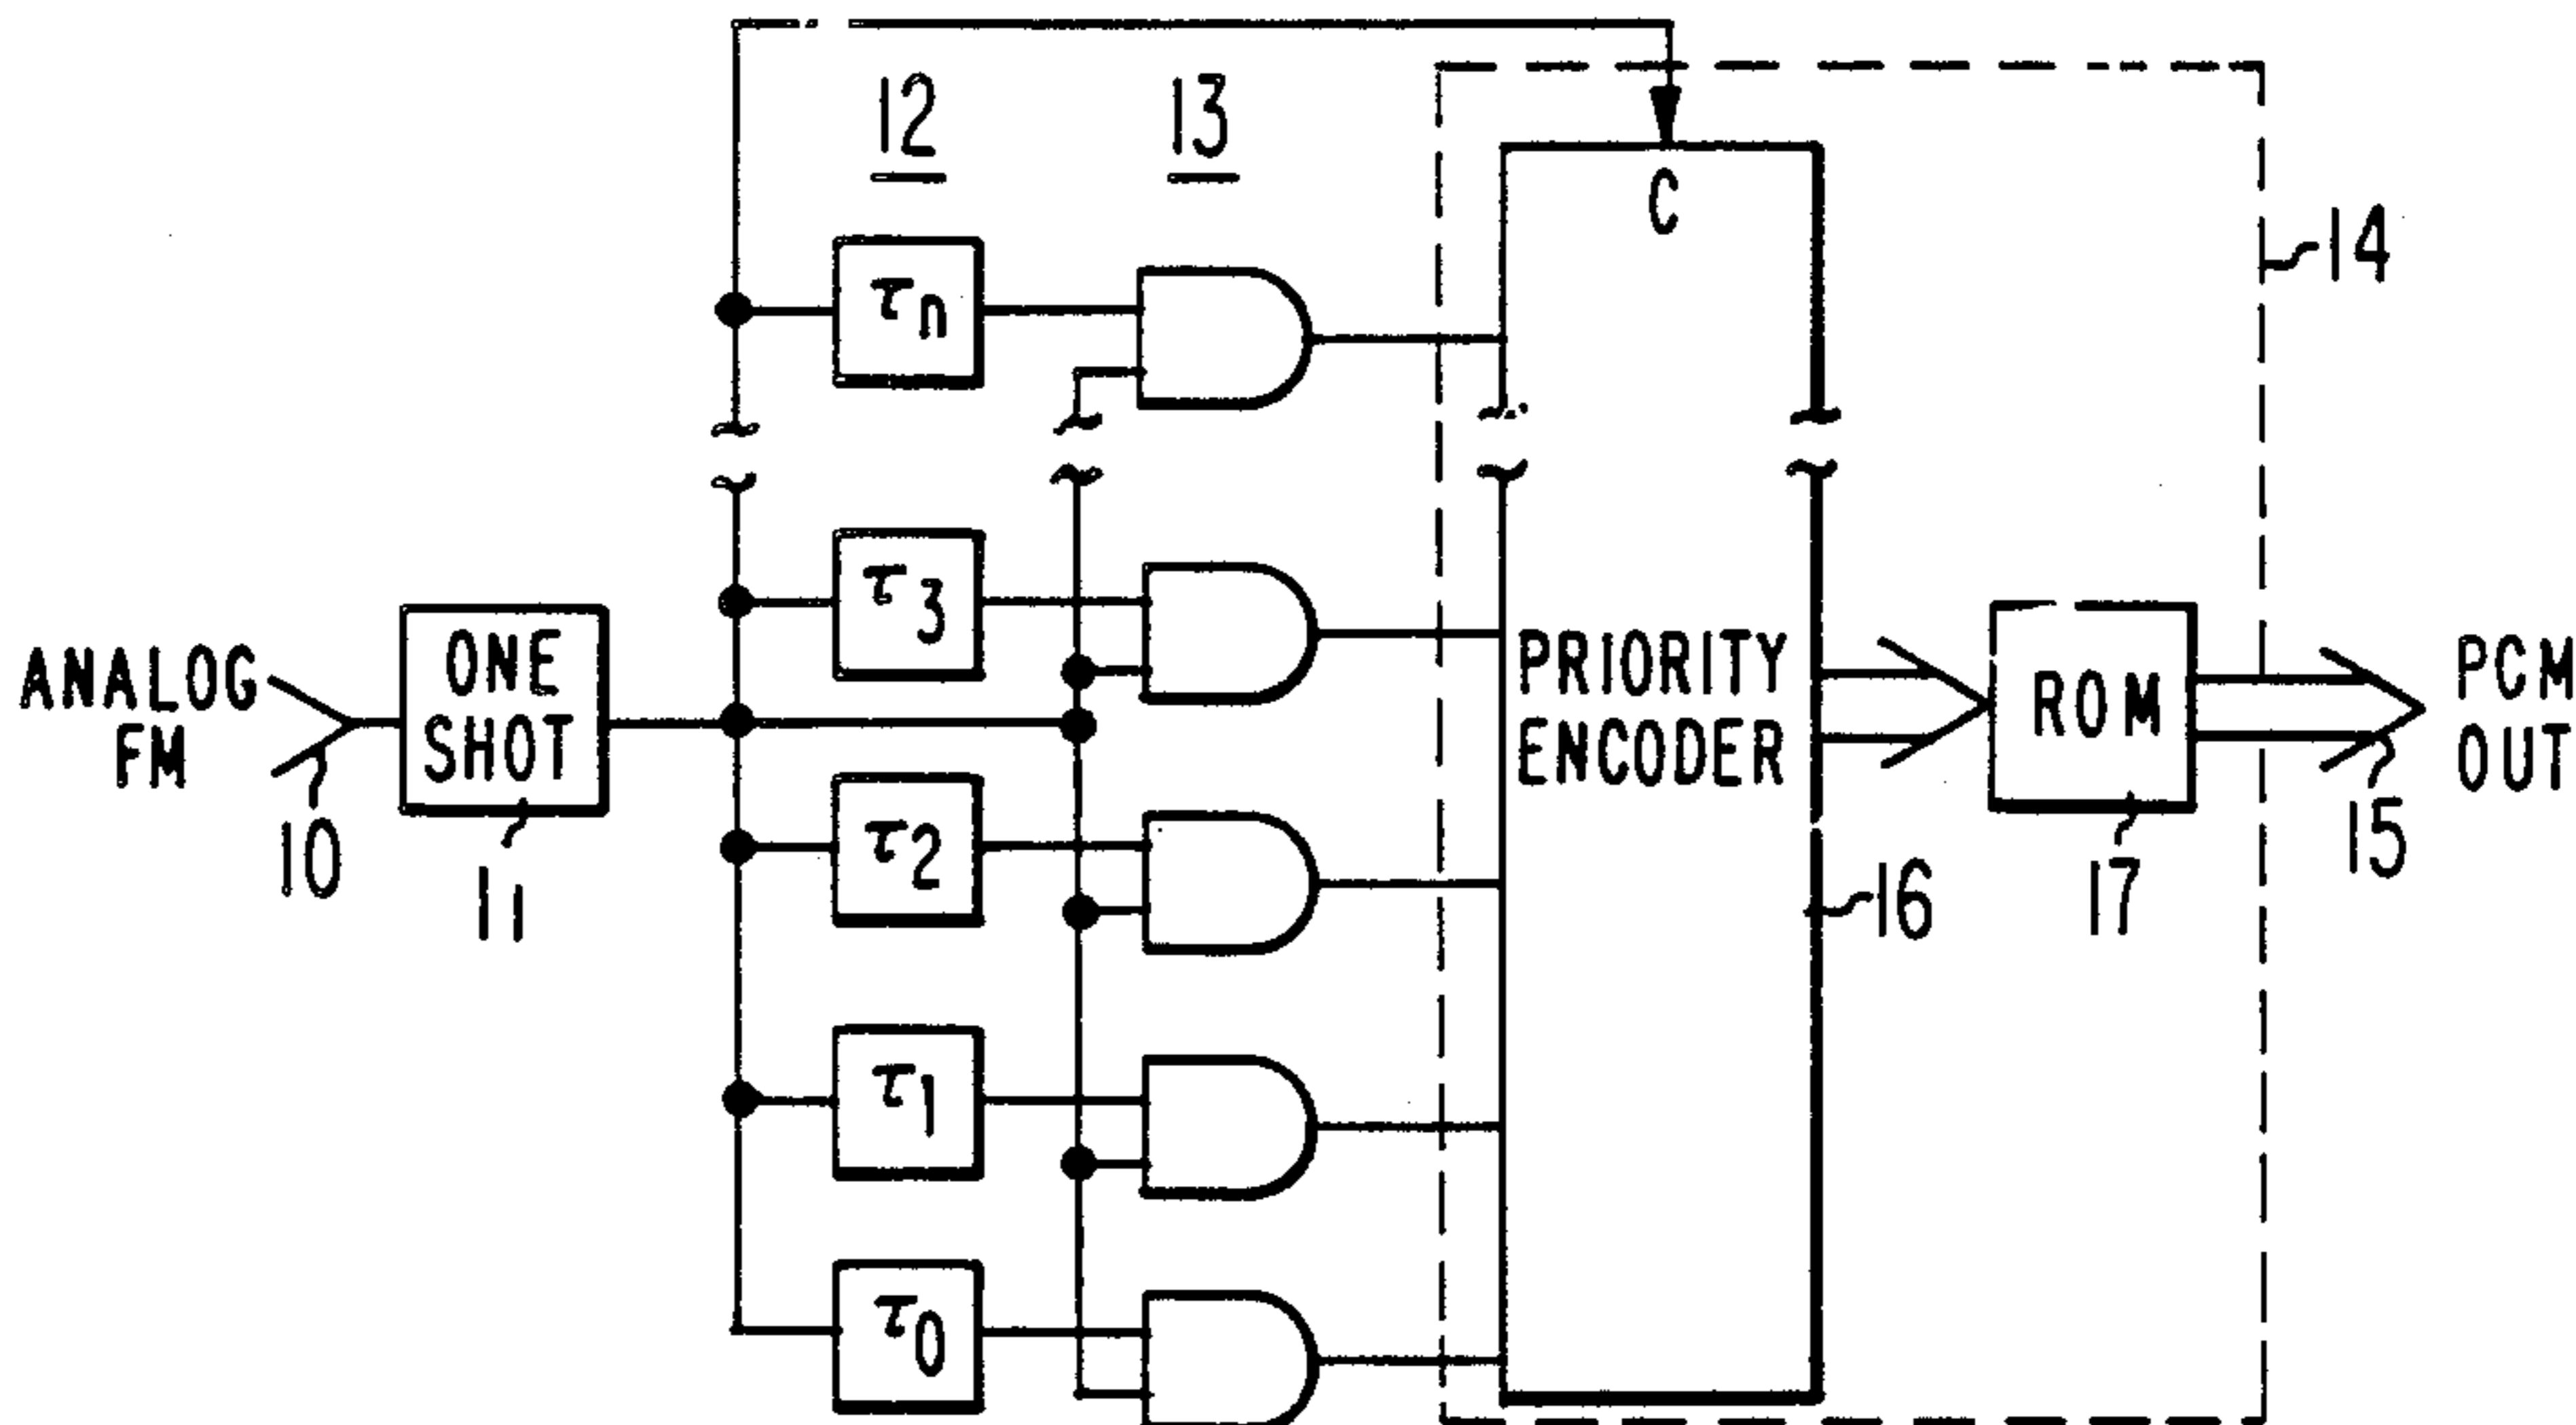 12
13
C
14
τn
τ3
ANALOG
FM
ONE
SHOT
PRIORITY
ENCODER
ROM
PCM
OUT
10
11
τ2
16
17
15
τ1
τ0